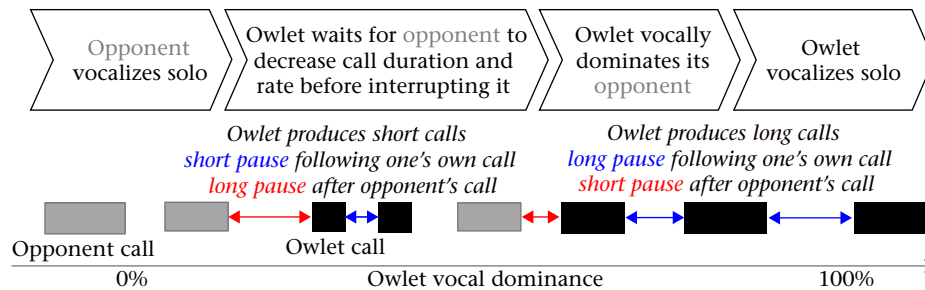 Opponent
vocalizes solo
Owlet waits for opponent to
decrease call duration and
rate before interrupting it
Owlet vocally
dominates its
opponent
Owlet
vocalizes solo
Owlet produces short calls
short pause following one's own call
long pause after opponent's call
Owlet produces long calls
long pause following one's own call
short pause after opponent's call
Opponent call
Owlet call
0%
Owlet vocal dominance
100%